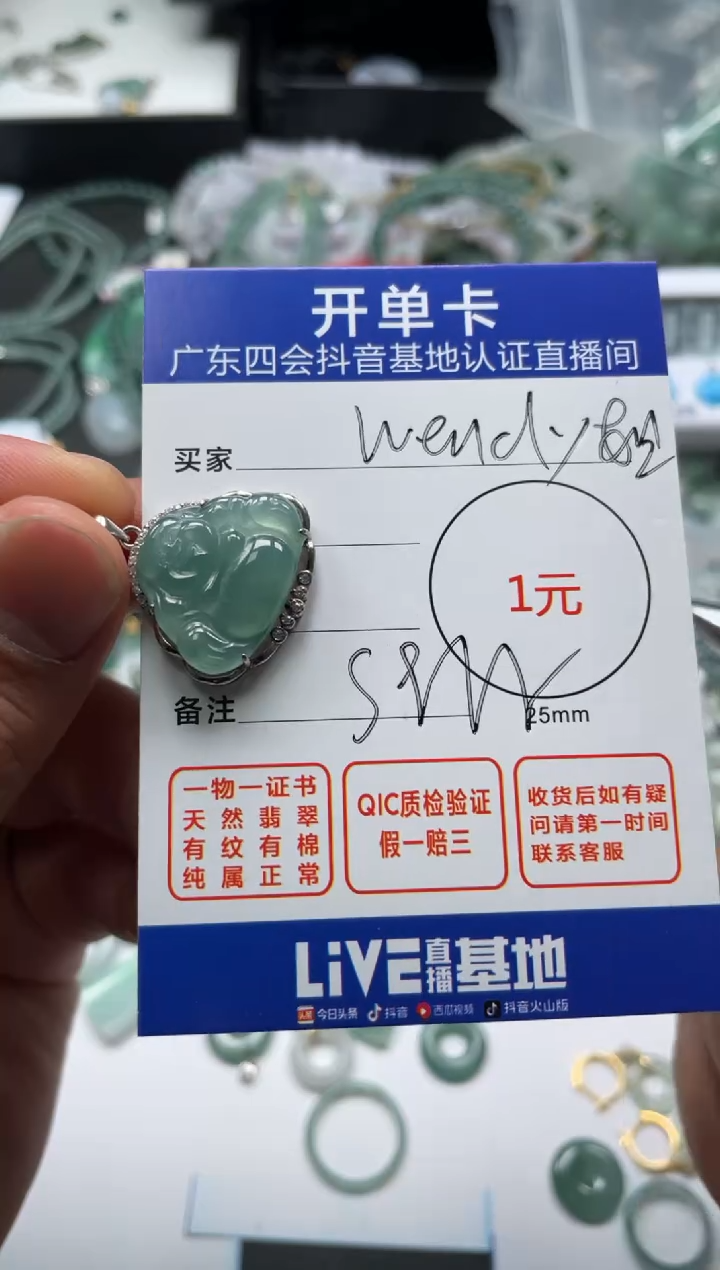 开单卡
广东四会抖音基地认证直播间
买家 Wendy
1元
备注
25mm
一物一证书
天然翡翠
有纹有棉
纯属正常
QIC质检验证
假一赔三
收货后如有疑
问请第一时间
联系客服
LiVE直播基地
头条 今日头条 抖音 西瓜视频 抖音火山版